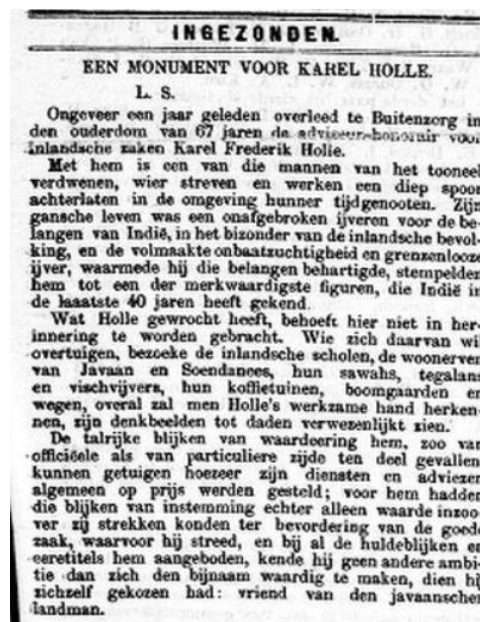 INGEZONDEN.
EEN MONUMENT VOOR KAREL HOLLE.
L. S.
Ongeveer een jaar geleden overleed te Buitenzorg in
den ouderdom van 67 jaren de adviseur-honorair voor
Inlandsche zaken Karel Frederik Holle.
Met hem is een van die mannen van het tooneel
verdwenen, wier streven en werken een diep spoor
achterlaten in de omgeving hunner tijdgenooten. Zijn
gansche leven was een onafgebroken ijveren voor de be-
langen van Indië, in het bizonder van de inlandsche bevol-
king, en de volmaakte onbaatzuchtigheid en grenzenlooze
ijver, waarmede hij die belangen behartigde, stempelden
hem tot een der merkwaardigste figuren, die Indië in
de laaatste 40 jaren heeft gekend.
Wat Holle gewrocht heeft, behoeft hier niet in her-
innering te worden gebracht. Wie zich daarvan wil
overtuigen, bezoeke de inlandsche scholen, de woonerven
van Javaan en Soendanees, hun sawahs, tegalans
en vischvijvers, hun koffietuinen, boomgaarden en
wegen, overal zal men Holle's werkzame hand herken-
nen, zijn denkbeelden tot daden verwezenlijkt zien.
De talrijke blijken van waardeering hem, zoo van
officiëele als van particuliere zijde ten deel gevallen,
kunnen getuigen hoezeer zijn diensten en adviezen
algemeen op prijs werden gesteld; voor hem hadden
die blijken van instemming echter alleen waarde inzoo-
ver zij strekken konden ter bevordering van de goede
zaak, waarvoor hij streed, en bij al de huldeblijken en
eeretitels hem aangeboden, kende hij geen andere ambi-
tie dan zich den bijnaam waardig te maken, dien hij
zichzelf gekozen had: vriend van den javaanschen
landman.